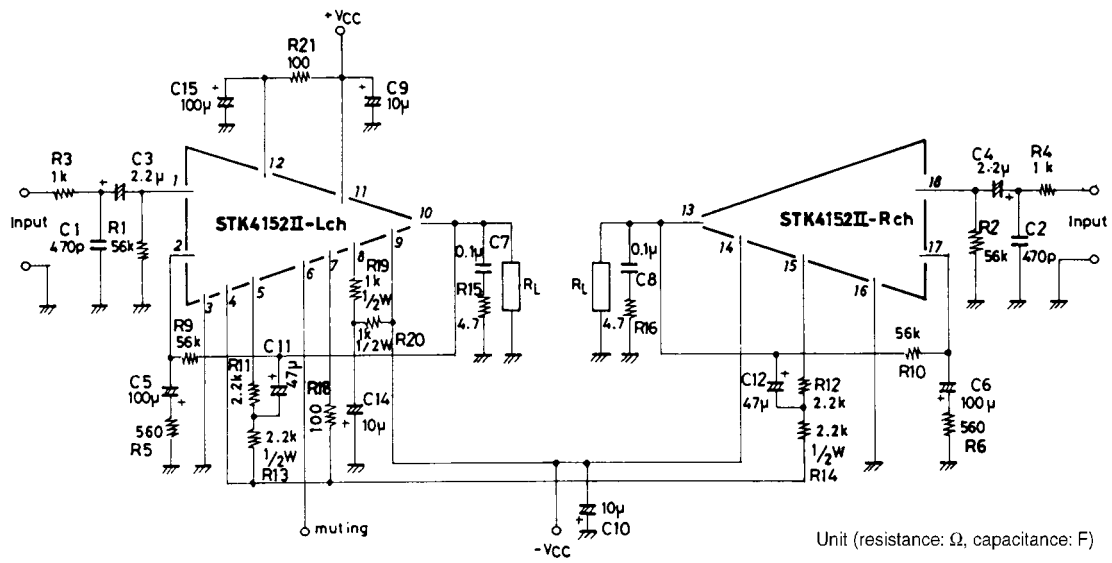 +VCC
R21
100
C15
+
100µ
+
C9
10µ
R3
1k
C3
+
2.2µ
1
12
11
Input
C1
470p
R1
56k
STK4152II-Lch
10
2
3
4
5
6
7
8
9
R9
56k
C5
100µ
+
560
R5
R11
2.2k
C11
+
47µ
2.2k
1/2W
R13
R18
100
R19
1k
1/2W
1k
1/2W
R20
C14
+
10µ
0.1µ
C7
R15
4.7
RL
muting
-VCC
10µ
+
C10
RL
0.1µ
C8
4.7
R16
13
STK4152II-Rch
14
15
16
17
18
C4
2.2µ
+
R4
1k
R2
56k
C2
470p
Input
56k
R10
C12
+
47µ
R12
2.2k
2.2k
1/2W
R14
C6
+
100µ
560
R6
Unit (resistance: Ω, capacitance: F)